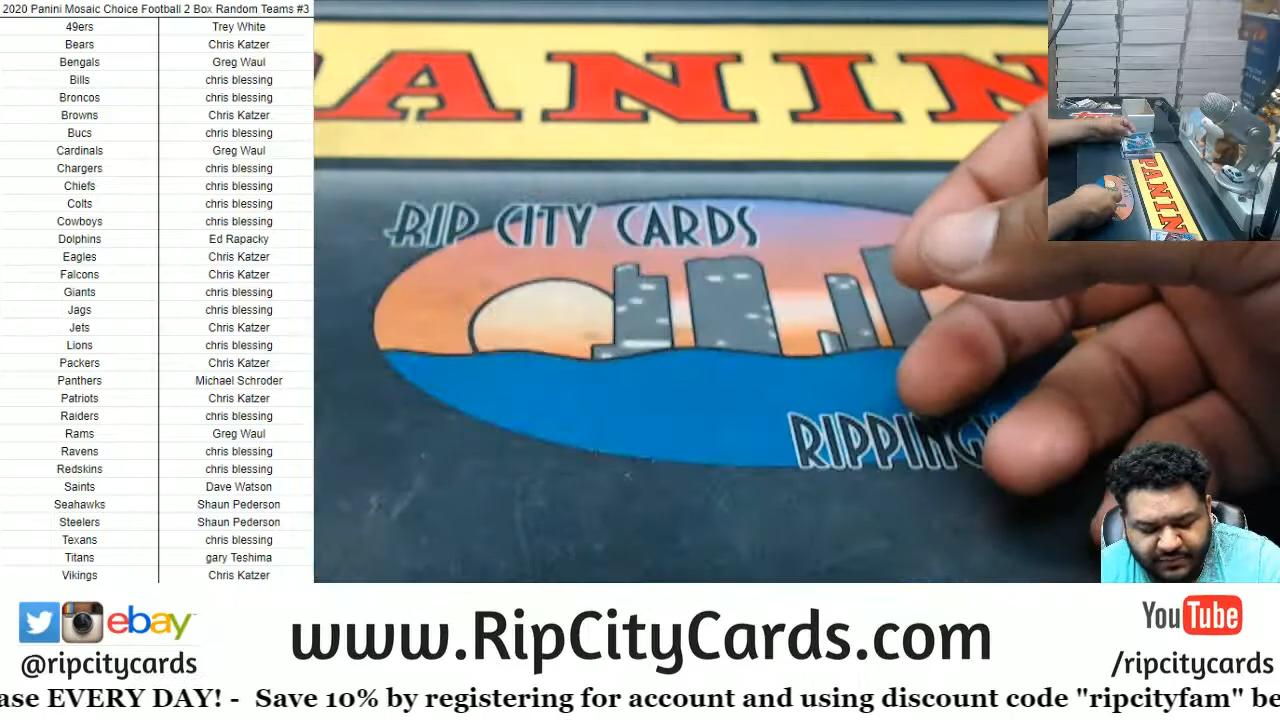 2020 Panini Mosaic Choice Football 2 Box Random Teams #3
49ers Trey White
Bears Chris Katzer
Bengals Greg Waul
Bills chris blessing
Broncos chris blessing
Browns Chris Katzer
Bucs chris blessing
Cardinals Greg Waul
Chargers chris blessing
Chiefs chris blessing
Colts chris blessing
Cowboys chris blessing
Dolphins Ed Rapacky
Eagles Chris Katzer
Falcons Chris Katzer
Giants chris blessing
Jags chris blessing
Jets Chris Katzer
Lions chris blessing
Packers Chris Katzer
Panthers Michael Schroder
Patriots Chris Katzer
Raiders chris blessing
Rams Greg Waul
Ravens chris blessing
Redskins chris blessing
Saints Dave Watson
Seahawks Shaun Pederson
Steelers Shaun Pederson
Texans chris blessing
Titans gary Teshima
Vikings Chris Katzer
PANIN
RIP CITY CARDS
RIPPING
PANINI
ebay
@ripcitycards
www.RipCityCards.com
YouTube
/ripcitycards
ase EVERY DAY! - Save 10% by registering for account and using discount code "ripcityfam" be